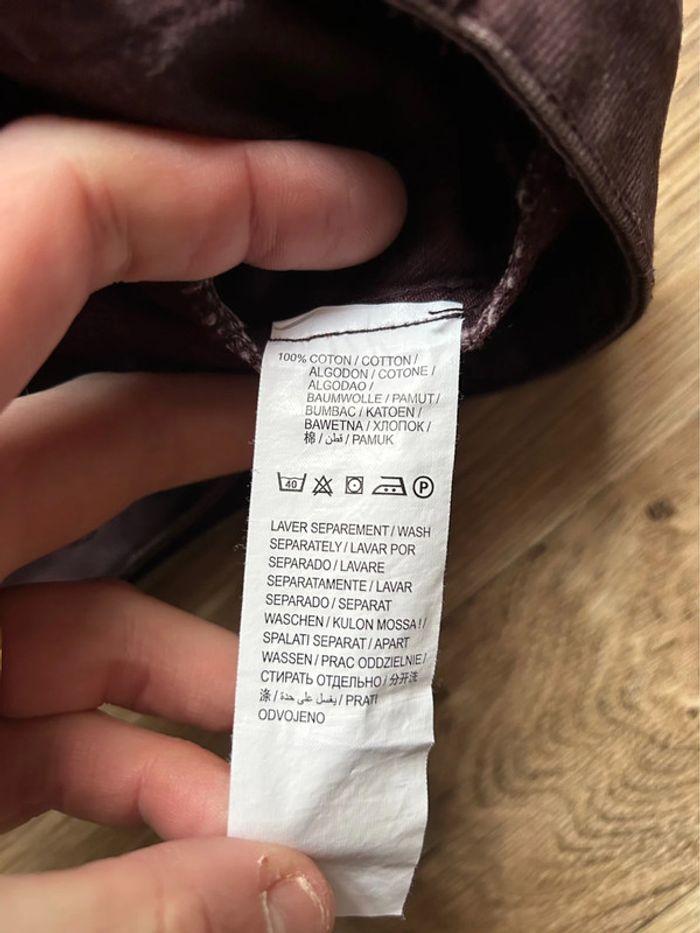 100% COTON / COTTON /
ALGODON / COTONE /
ALGODAO /
BAUMWOLLE / PAMUT /
BUMBAC / KATOEN /
BAWETNA / ХЛОПОК /
棉 / قطن / PAMUK
40 P
LAVER SEPAREMENT / WASH
SEPARATELY / LAVAR POR
SEPARADO / LAVARE
SEPARATAMENTE / LAVAR
SEPARADO / SEPARAT
WASCHEN / KULON MOSSA! /
SPALATI SEPARAT / APART
WASSEN / PRAC ODDZIELNIE /
СТИРАТЬ ОТДЕЛЬНО / 分开洗
涤 / يغسل على حدة / PRATI
ODVOJENO